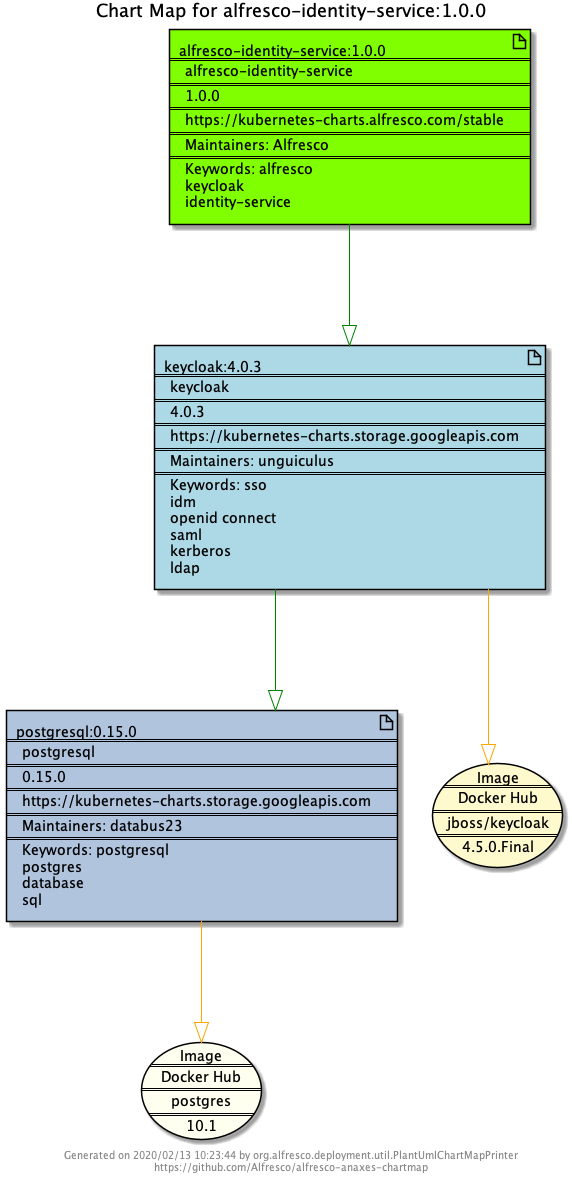 Chart Map for alfresco-identity-service:1.0.0
alfresco-identity-service:1.0.0
alfresco-identity-service
1.0.0
https://kubernetes-charts.alfresco.com/stable
Maintainers: Alfresco
Keywords: alfresco
keycloak
identity-service
keycloak:4.0.3
keycloak
4.0.3
https://kubernetes-charts.storage.googleapis.com
Maintainers: unguiculus
Keywords: sso
idm
openid connect
saml
kerberos
ldap
postgresql:0.15.0
postgresql
0.15.0
https://kubernetes-charts.storage.googleapis.com
Maintainers: databus23
Keywords: postgresql
postgres
database
sql
Image
Docker Hub
jboss/keycloak
4.5.0.Final
Image
Docker Hub
postgres
10.1
Generated on 2020/02/13 10:23:44 by org.alfresco.deployment.util.PlantUmlChartMapPrinter
https://github.com/Alfresco/alfresco-anaxes-chartmap